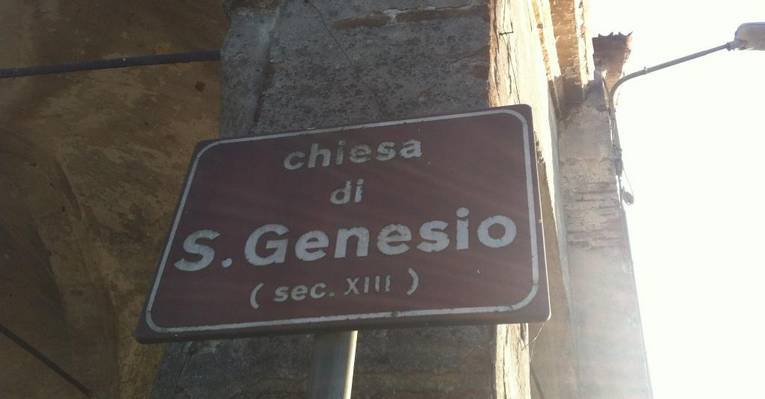 chiesa
di
S. Genesio
( sec. XIII )